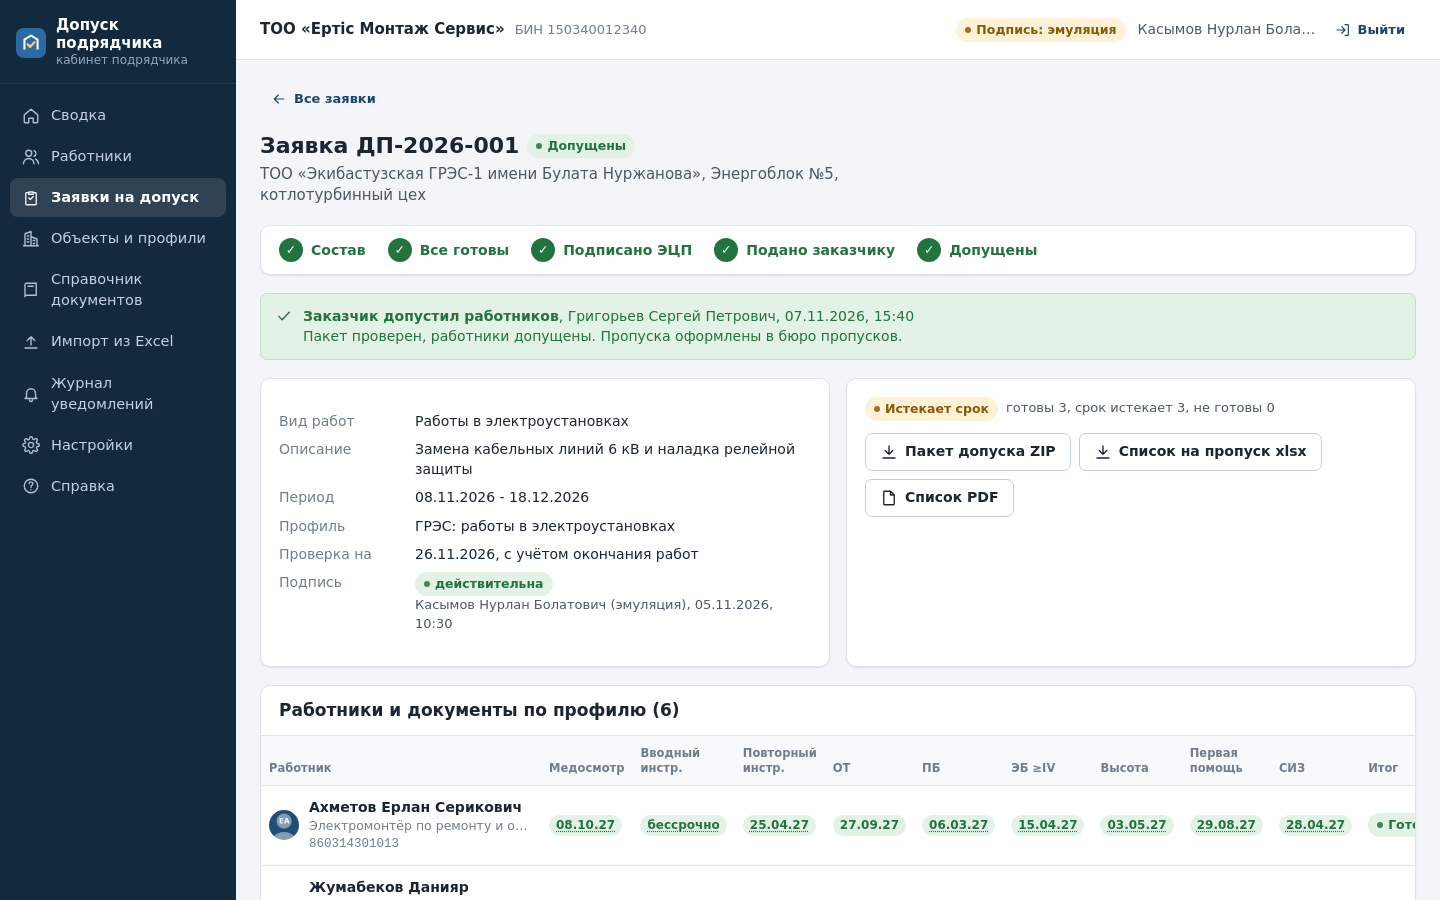 Допуск
подрядчика
кабинет подрядчика
Сводка
Работники
Заявки на допуск
Объекты и профили
Справочник
документов
Импорт из Excel
Журнал
уведомлений
Настройки
Справка
ТОО «Ертіс Монтаж Сервис» БИН 150340012340
Подпись: эмуляция Касымов Нурлан Бола… Выйти
Все заявки
Заявка ДП-2026-001 Допущены
ТОО «Экибастузская ГРЭС-1 имени Булата Нуржанова», Энергоблок №5,
котлотурбинный цех
✓ Состав ✓ Все готовы ✓ Подписано ЭЦП ✓ Подано заказчику ✓ Допущены
Заказчик допустил работников, Григорьев Сергей Петрович, 07.11.2026, 15:40
Пакет проверен, работники допущены. Пропуска оформлены в бюро пропусков.
Вид работ Работы в электроустановках
Описание Замена кабельных линий 6 кВ и наладка релейной
защиты
Период 08.11.2026 - 18.12.2026
Профиль ГРЭС: работы в электроустановках
Проверка на 26.11.2026, с учётом окончания работ
Подпись действительна
Касымов Нурлан Болатович (эмуляция), 05.11.2026,
10:30
Истекает срок готовы 3, срок истекает 3, не готовы 0
Пакет допуска ZIP Список на пропуск xlsx
Список PDF
Работники и документы по профилю (6)
Работник Медосмотр Вводный инстр. Повторный инстр. ОТ ПБ ЭБ ≥IV Высота Первая помощь СИЗ Итог
Ахметов Ерлан Серикович
EA
Электромонтёр по ремонту и о…
860314301013
08.10.27 бессрочно 25.04.27 27.09.27 06.03.27 15.04.27 03.05.27 29.08.27 28.04.27 Гото
Жумабеков Данияр